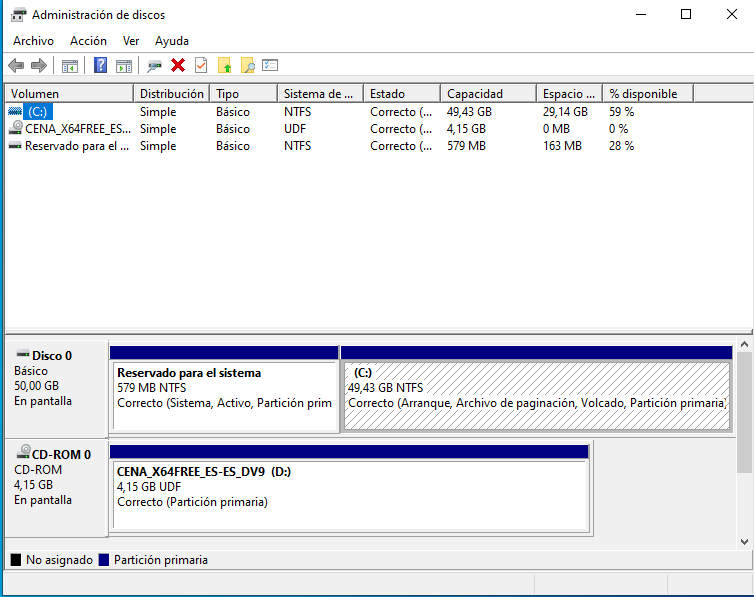 Administración de discos
Archivo Acción Ver Ayuda
Volumen Distribución Tipo Sistema de ... Estado Capacidad Espacio ... % disponible
(C:) Simple Básico NTFS Correcto (... 49,43 GB 29,14 GB 59 %
CENA_X64FREE_ES... Simple Básico UDF Correcto (... 4,15 GB 0 MB 0 %
Reservado para el ... Simple Básico NTFS Correcto (... 579 MB 163 MB 28 %
Disco 0
Básico
50,00 GB
En pantalla
Reservado para el sistema
579 MB NTFS
Correcto (Sistema, Activo, Partición prim
(C:)
49,43 GB NTFS
Correcto (Arranque, Archivo de paginación, Volcado, Partición primaria)
CD-ROM 0
CD-ROM
4,15 GB
En pantalla
CENA_X64FREE_ES-ES_DV9 (D:)
4,15 GB UDF
Correcto (Partición primaria)
No asignado Partición primaria